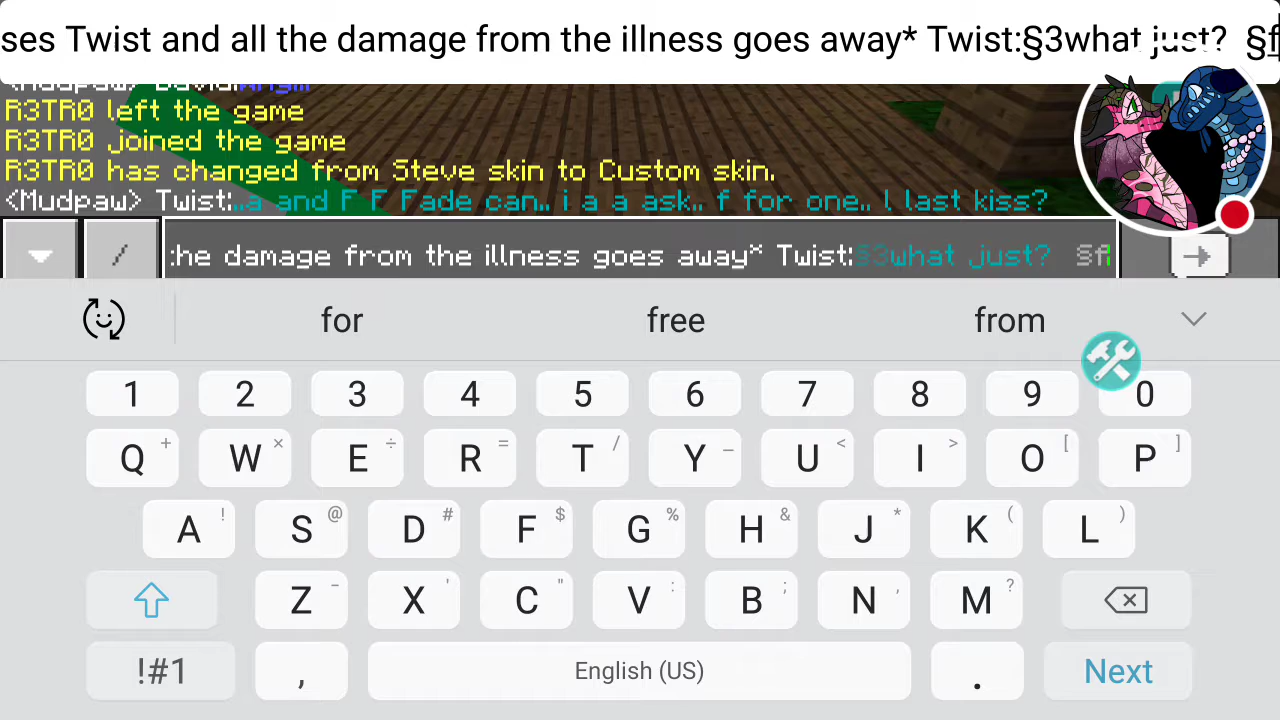 ses Twist and all the damage from the illness goes away* Twist:§3what just? §f
R3TR0 left the game
R3TR0 joined the game
R3TR0 has changed from Steve skin to Custom skin.
<Mudpaw> Twist:..a and F F Fade can.. i a a ask.. f for one.. l last kiss?
/ :he damage from the illness goes away* Twist:§3what just? §f
for free from
1 2 3 4 5 6 7 8 9 0
Q + W × E ÷ R = T / Y _ U < I > O [ P ]
A ! S @ D # F $ G % H & J * K ( L )
Z - X ' C " V : B ; N , M ?
!#1 , English (US) . Next